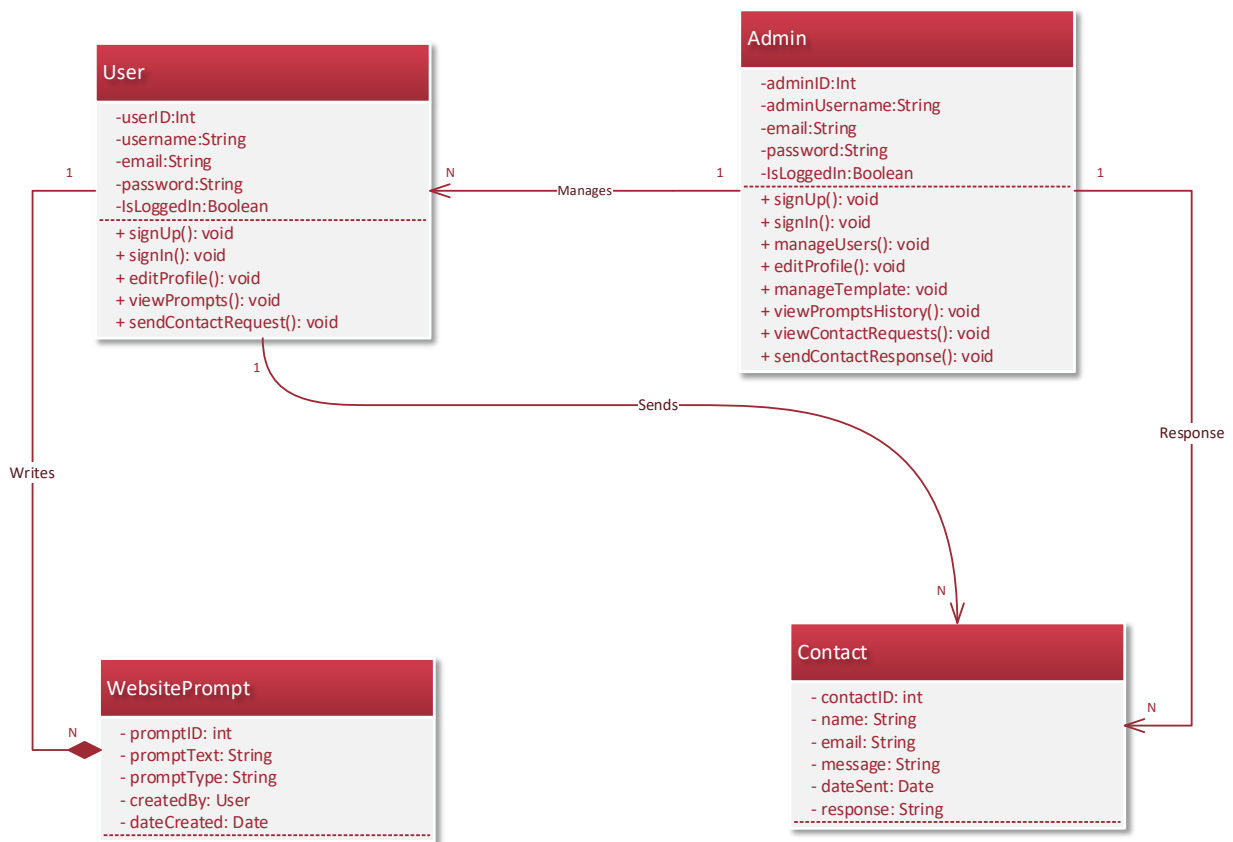 User
-userID:Int
-username:String
-email:String
-password:String
-IsLoggedIn:Boolean
+ signUp(): void
+ signIn(): void
+ editProfile(): void
+ viewPrompts(): void
+ sendContactRequest(): void
Admin
-adminID:Int
-adminUsername:String
-email:String
-password:String
-IsLoggedIn:Boolean
+ signUp(): void
+ signIn(): void
+ manageUsers(): void
+ editProfile(): void
+ manageTemplate: void
+ viewPromptsHistory(): void
+ viewContactRequests(): void
+ sendContactResponse(): void
1
N
Manages
1
1
1
Sends
Response
Writes
N
N
N
WebsitePrompt
- promptID: int
- promptText: String
- promptType: String
- createdBy: User
- dateCreated: Date
Contact
- contactID: int
- name: String
- email: String
- message: String
- dateSent: Date
- response: String